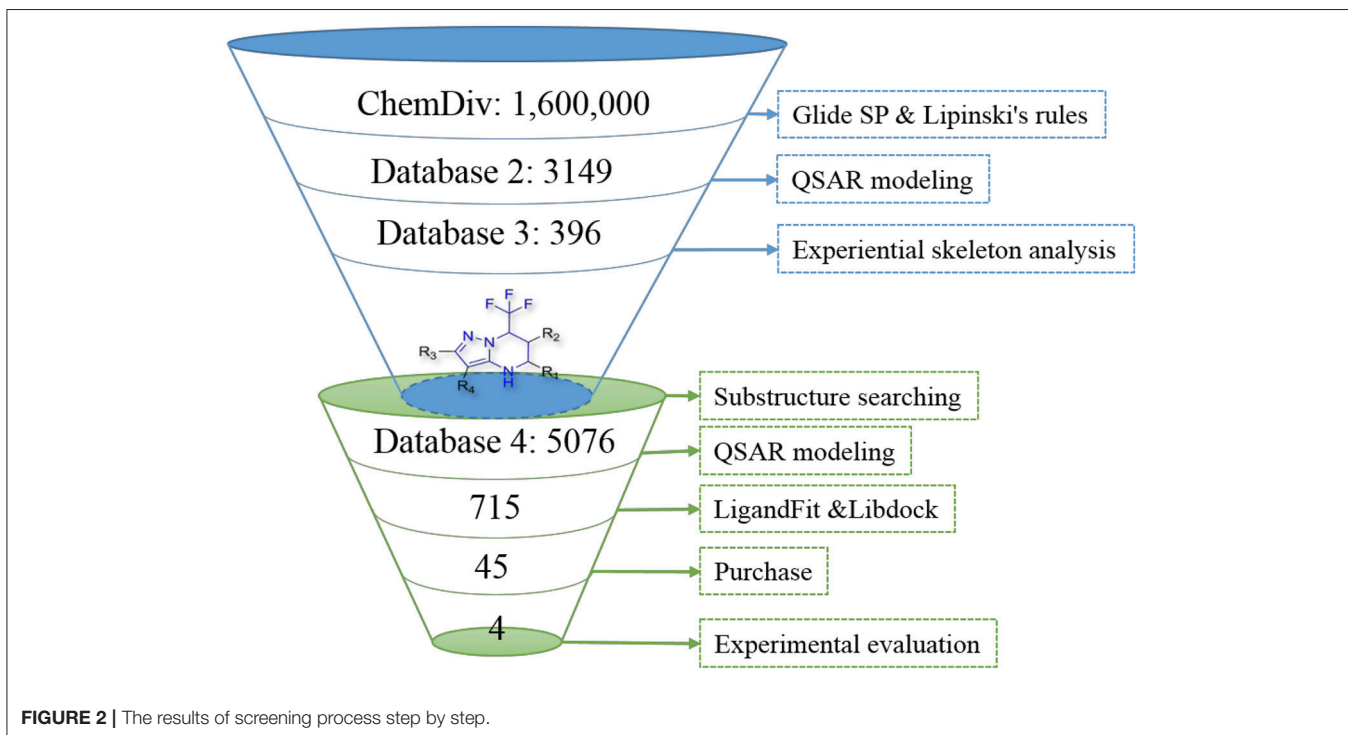 ChemDiv: 1,600,000
Glide SP & Lipinski's rules
Database 2: 3149
QSAR modeling
Database 3: 396
Experiential skeleton analysis
F
F
F
N
N
R2
R3
R4
N
H
R1
Substructure searching
Database 4: 5076
QSAR modeling
715
LigandFit &Libdock
45
Purchase
4
Experimental evaluation
FIGURE 2 | The results of screening process step by step.